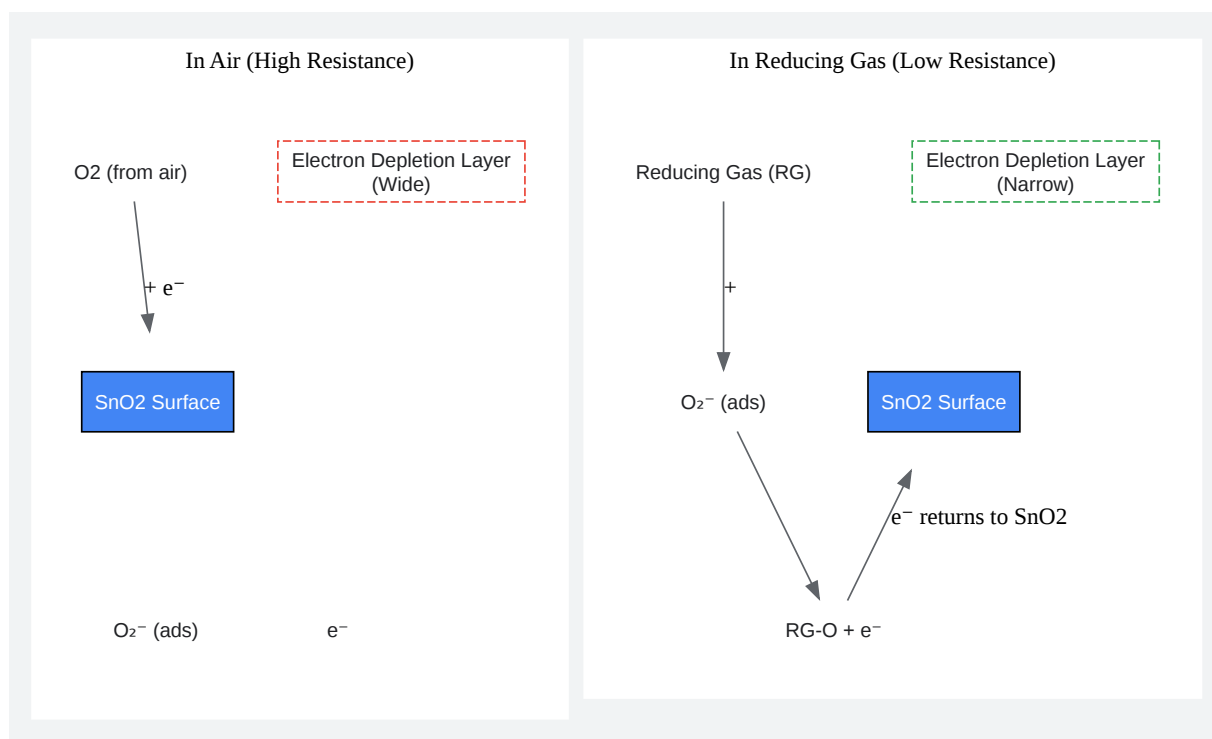 In Air (High Resistance)
O2 (from air)
Electron Depletion Layer
(Wide)
+ e⁻
SnO2 Surface
O₂⁻ (ads)
e⁻
In Reducing Gas (Low Resistance)
Reducing Gas (RG)
Electron Depletion Layer
(Narrow)
+
O₂⁻ (ads)
SnO2 Surface
e⁻ returns to SnO2
RG-O + e⁻